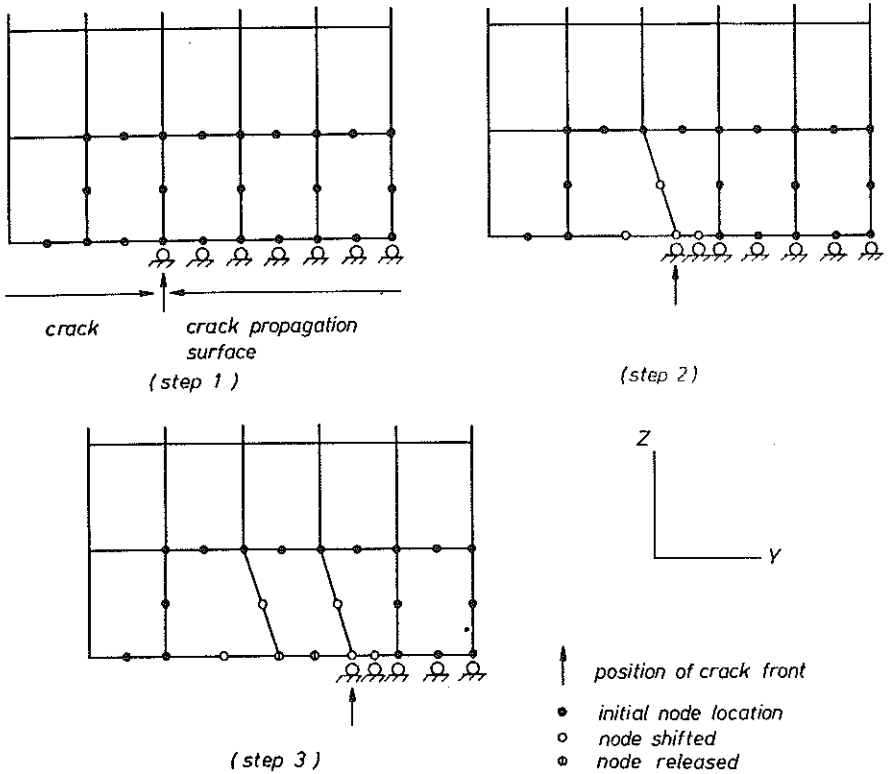 crack
crack propagation
surface
(step 1)
(step 2)
Z
Y
position of crack front
initial node location
node shifted
node released
(step 3)